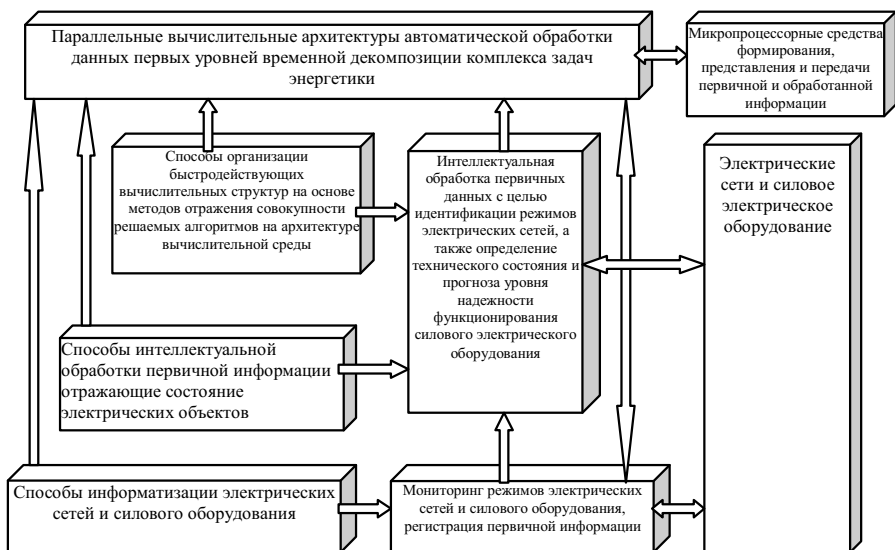 Параллельные вычислительные архитектуры автоматической обработки
данных первых уровней временной декомпозиции комплекса задач
энергетики
Микропроцессорные средства
формирования,
представления и передачи
первичной и обработанной
информации
Способы организации
быстродействующих
вычислительных структур на основе
методов отражения совокупности
решаемых алгоритмов на архитектуре
вычислительной среды
Интеллектуальная
обработка первичных
данных с целью
идентификации режимов
электрических сетей, а
также определение
технического состояния и
прогноза уровня
надежности
функционирования
силового электрического
оборудования
Электрические
сети и силовое
электрическое
оборудование
Способы интеллектуальной
обработки первичной информации
отражающие состояние
электрических объектов
Способы информатизации электрических
сетей и силового оборудования
Мониторинг режимов электрических
сетей и силового оборудования,
регистрация первичной информации